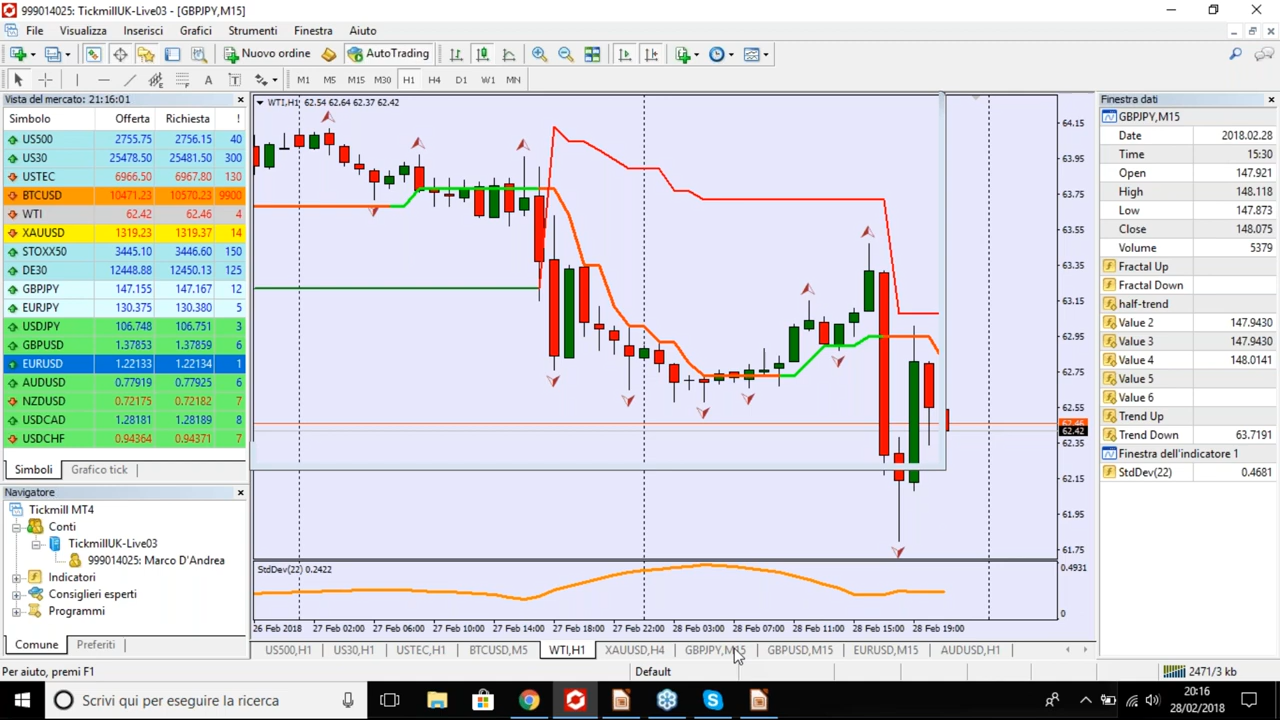 999014025: TickmillUK-Live03 - [GBPJPY,M15]
File Visualizza Inserisci Grafici Strumenti Finestra Aiuto
Nuovo ordine AutoTrading
A T M1 M5 M15 M30 H1 H4 D1 W1 MN
Vista del mercato: 21:16:01
Simbolo Offerta Richiesta !
US500 2755.75 2756.15 40
US30 25478.50 25481.50 300
USTEC 6966.50 6967.80 130
BTCUSD 10471.23 10570.23 9900
WTI 62.42 62.46 4
XAUUSD 1319.23 1319.37 14
STOXX50 3445.10 3446.60 150
DE30 12448.88 12450.13 125
GBPJPY 147.155 147.167 12
EURJPY 130.375 130.380 5
USDJPY 106.748 106.751 3
GBPUSD 1.37853 1.37859 6
EURUSD 1.22133 1.22134 1
AUDUSD 0.77919 0.77925 6
NZDUSD 0.72175 0.72182 7
USDCAD 1.28181 1.28189 8
USDCHF 0.94364 0.94371 7
Simboli Grafico tick
Navigatore
Tickmill MT4
Conti
TickmillUK-Live03
999014025: Marco D'Andrea
Indicatori
Consiglieri esperti
Programmi
Comune Preferiti
WTI,H1 62.54 62.64 62.37 62.42
64.15
63.95
63.75
63.55
63.35
63.15
62.95
62.75
62.55
62.42
62.35
62.15
61.95
61.75
StdDev(22) 0.2422
0.4931
0
26 Feb 2018 27 Feb 02:00 27 Feb 06:00 27 Feb 10:00 27 Feb 14:00 27 Feb 18:00 27 Feb 22:00 28 Feb 03:00 28 Feb 07:00 28 Feb 11:00 28 Feb 15:00 28 Feb 19:00
US500,H1 US30,H1 USTEC,H1 BTCUSD,M5 WTI,H1 XAUUSD,H4 GBPJPY,M15 GBPUSD,M15 EURUSD,M15 AUDUSD,H1
Finestra dati
GBPJPY,M15
Date 2018.02.28
Time 15:30
Open 147.921
High 148.118
Low 147.873
Close 148.075
Volume 5379
Fractal Up
Fractal Down
half-trend
Value 2 147.9430
Value 3 147.9430
Value 4 148.0141
Value 5
Value 6
Trend Up
Trend Down 63.7191
Finestra dell'indicatore 1
StdDev(22) 0.4681
Per aiuto, premi F1 Default 2471/3 kb
Scrivi qui per eseguire la ricerca
20:16
28/02/2018